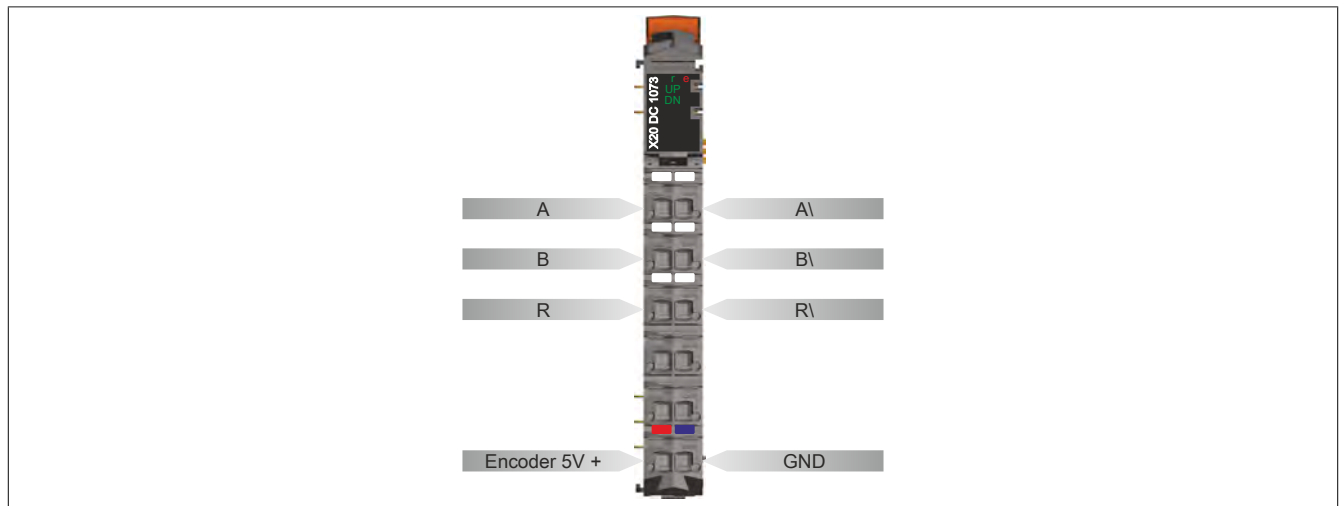 X20 DC 1073
r e
UP
DN
A A\
B B\
R R\
Encoder 5V + GND